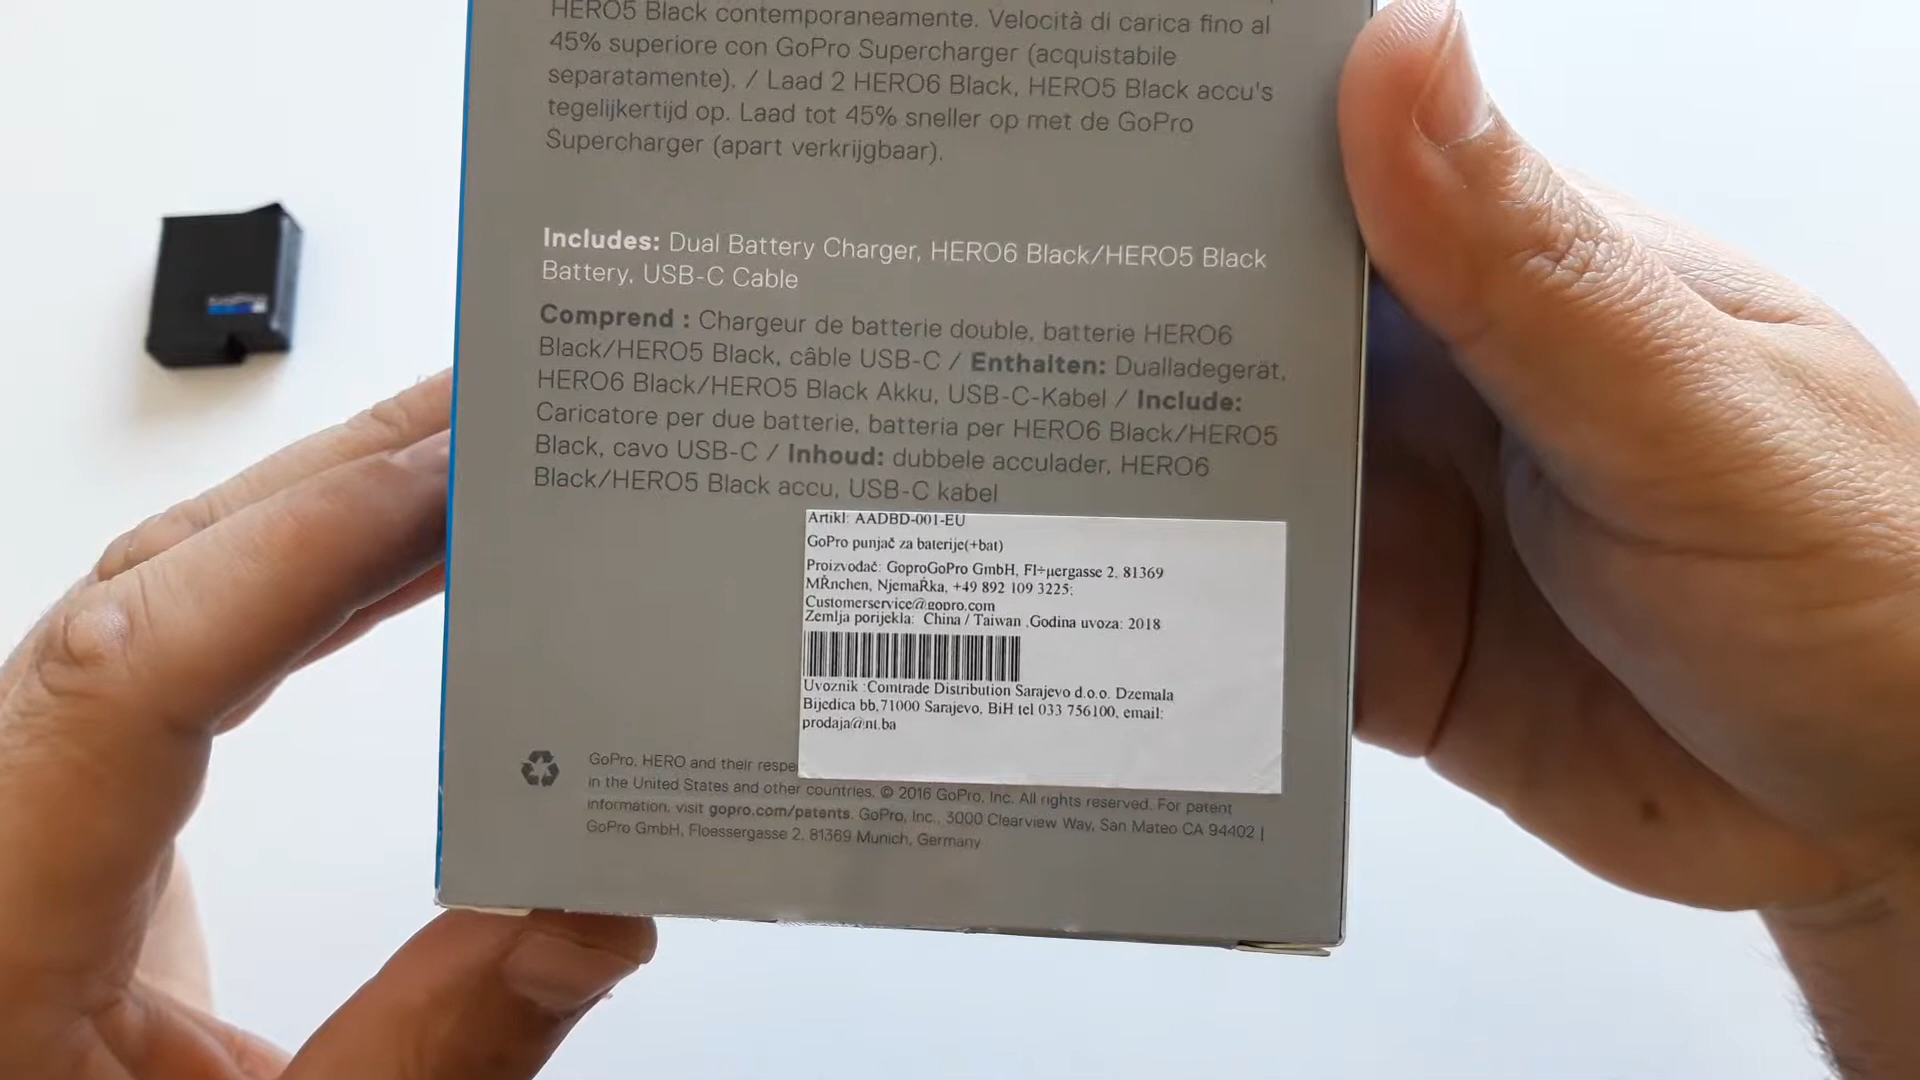 HERO5 Black contemporaneamente. Velocità di carica fino al
45% superiore con GoPro Supercharger (acquistabile
separatamente). / Laad 2 HERO6 Black, HERO5 Black accu's
tegelijkertijd op. Laad tot 45% sneller op met de GoPro
Supercharger (apart verkrijgbaar).
Includes: Dual Battery Charger, HERO6 Black/HERO5 Black
Battery, USB-C Cable
Comprend : Chargeur de batterie double, batterie HERO6
Black/HERO5 Black, câble USB-C / Enthalten: Dualladegerät,
HERO6 Black/HERO5 Black Akku, USB-C-Kabel / Include:
Caricatore per due batterie, batteria per HERO6 Black/HERO5
Black, cavo USB-C / Inhoud: dubbele acculader, HERO6
Black/HERO5 Black accu, USB-C kabel
Artikl: AADBD-001-EU
GoPro punjač za baterije(+bat)
Proizvođač: GoproGoPro GmbH, Fl÷µergasse 2, 81369
MŘnchen, NjemaŘka, +49 892 109 3225;
Customerservice@gopro.com
Zemlja porijekla: China / Taiwan .Godina uvoza: 2018
Uvoznik :Comtrade Distribution Sarajevo d.o.o. Dzemala
Bijedica bb,71000 Sarajevo, BiH tel 033 756100, email:
prodaja@nt.ba
GoPro, HERO and their respe
in the United States and other countries. © 2016 GoPro, Inc. All rights reserved. For patent
information, visit gopro.com/patents. GoPro, Inc., 3000 Clearview Way, San Mateo CA 94402 |
GoPro GmbH, Floessergasse 2, 81369 Munich, Germany
GoPro